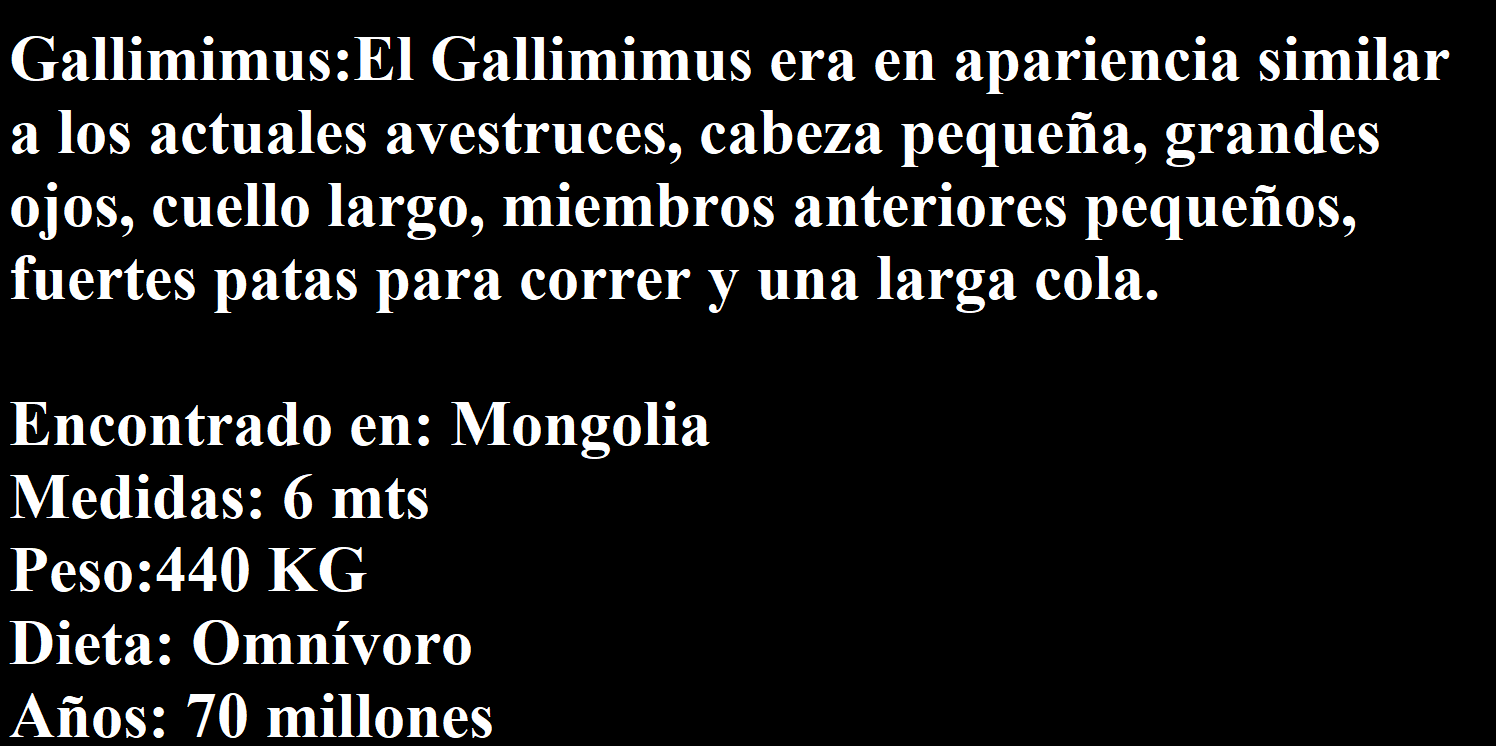 Gallimimus:El Gallimimus era en apariencia similar
a los actuales avestruces, cabeza pequeña, grandes
ojos, cuello largo, miembros anteriores pequeños,
fuertes patas para correr y una larga cola.
Encontrado en: Mongolia
Medidas: 6 mts
Peso:440 KG
Dieta: Omnívoro
Años: 70 millones